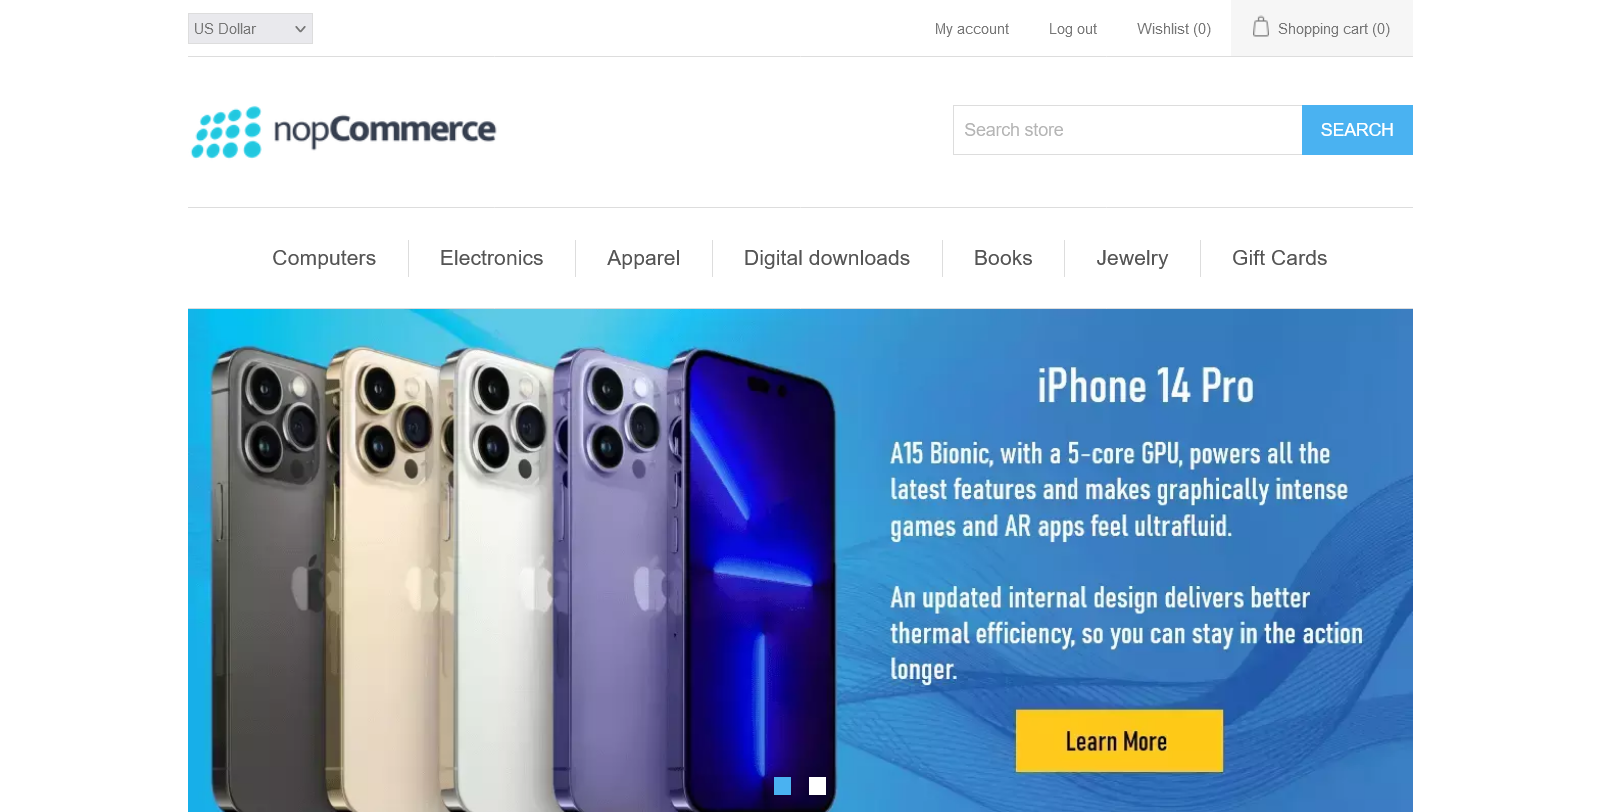 US Dollar
My account
Log out
Wishlist (0)
Shopping cart (0)
nopCommerce
Search store
SEARCH
Computers
Electronics
Apparel
Digital downloads
Books
Jewelry
Gift Cards
iPhone 14 Pro
A15 Bionic, with a 5-core GPU, powers all the
latest features and makes graphically intense
games and AR apps feel ultrafluid.
An updated internal design delivers better
thermal efficiency, so you can stay in the action
longer.
Learn More